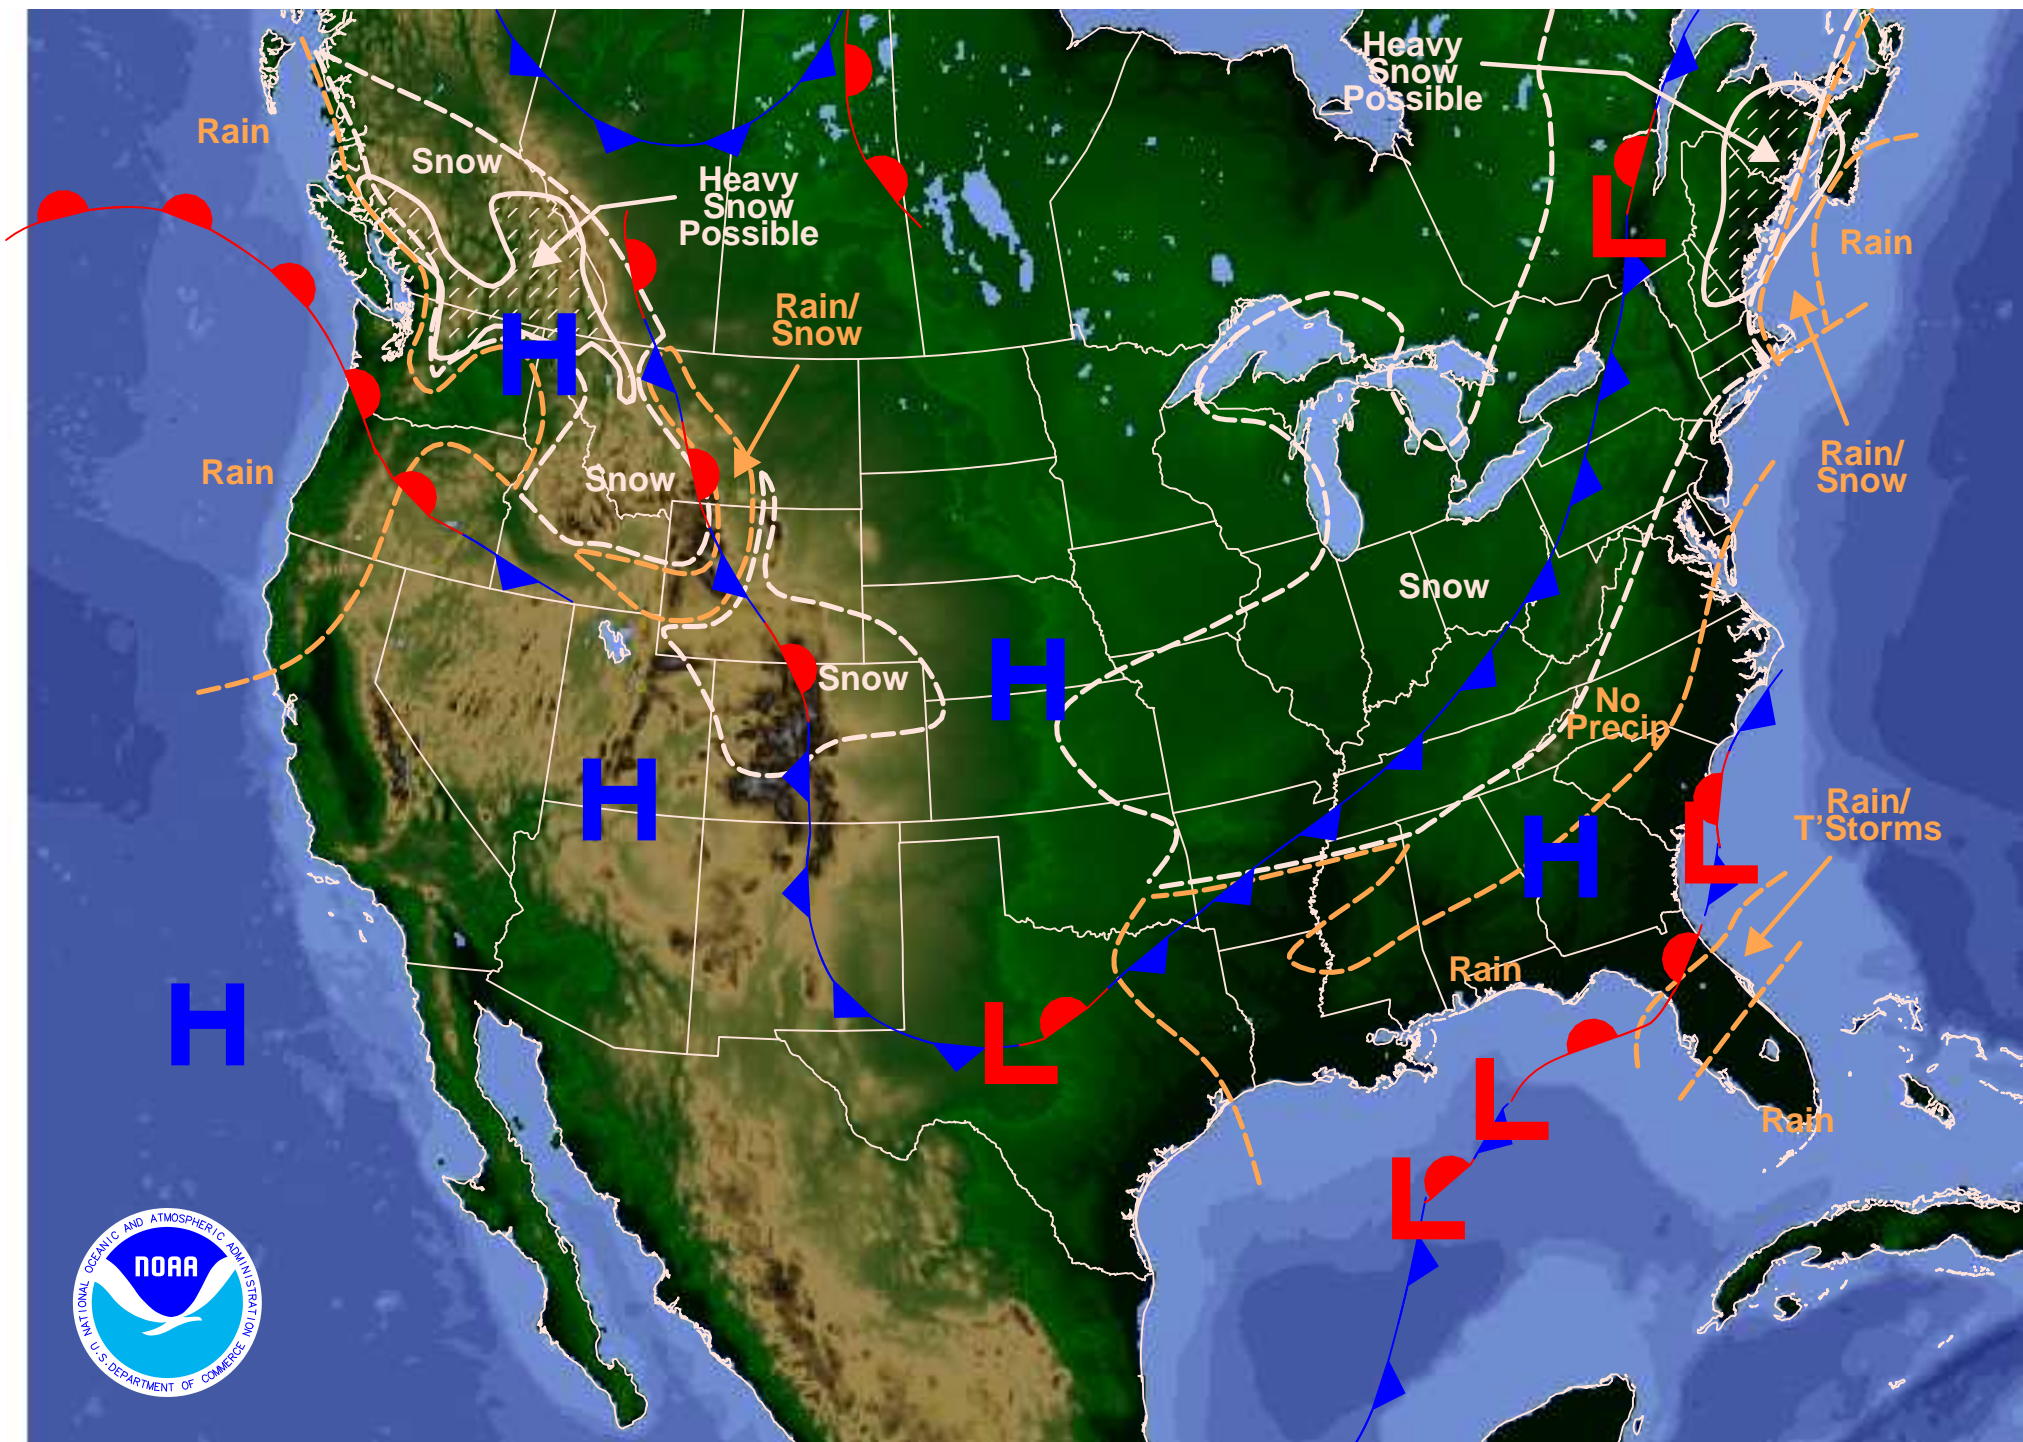 Heavy
Snow
Possible
Rain
Snow
Heavy
Snow
Possible
Rain
L
Rain/
Snow
H
Rain
Snow
Rain/
Snow
Snow
H
Snow
No
Precip
H
Rain/
T'Storms
H
L
Rain
H
L
L
Rain
L
NOAA
NATIONAL OCEANIC AND ATMOSPHERIC ADMINISTRATION
U.S. DEPARTMENT OF COMMERCE